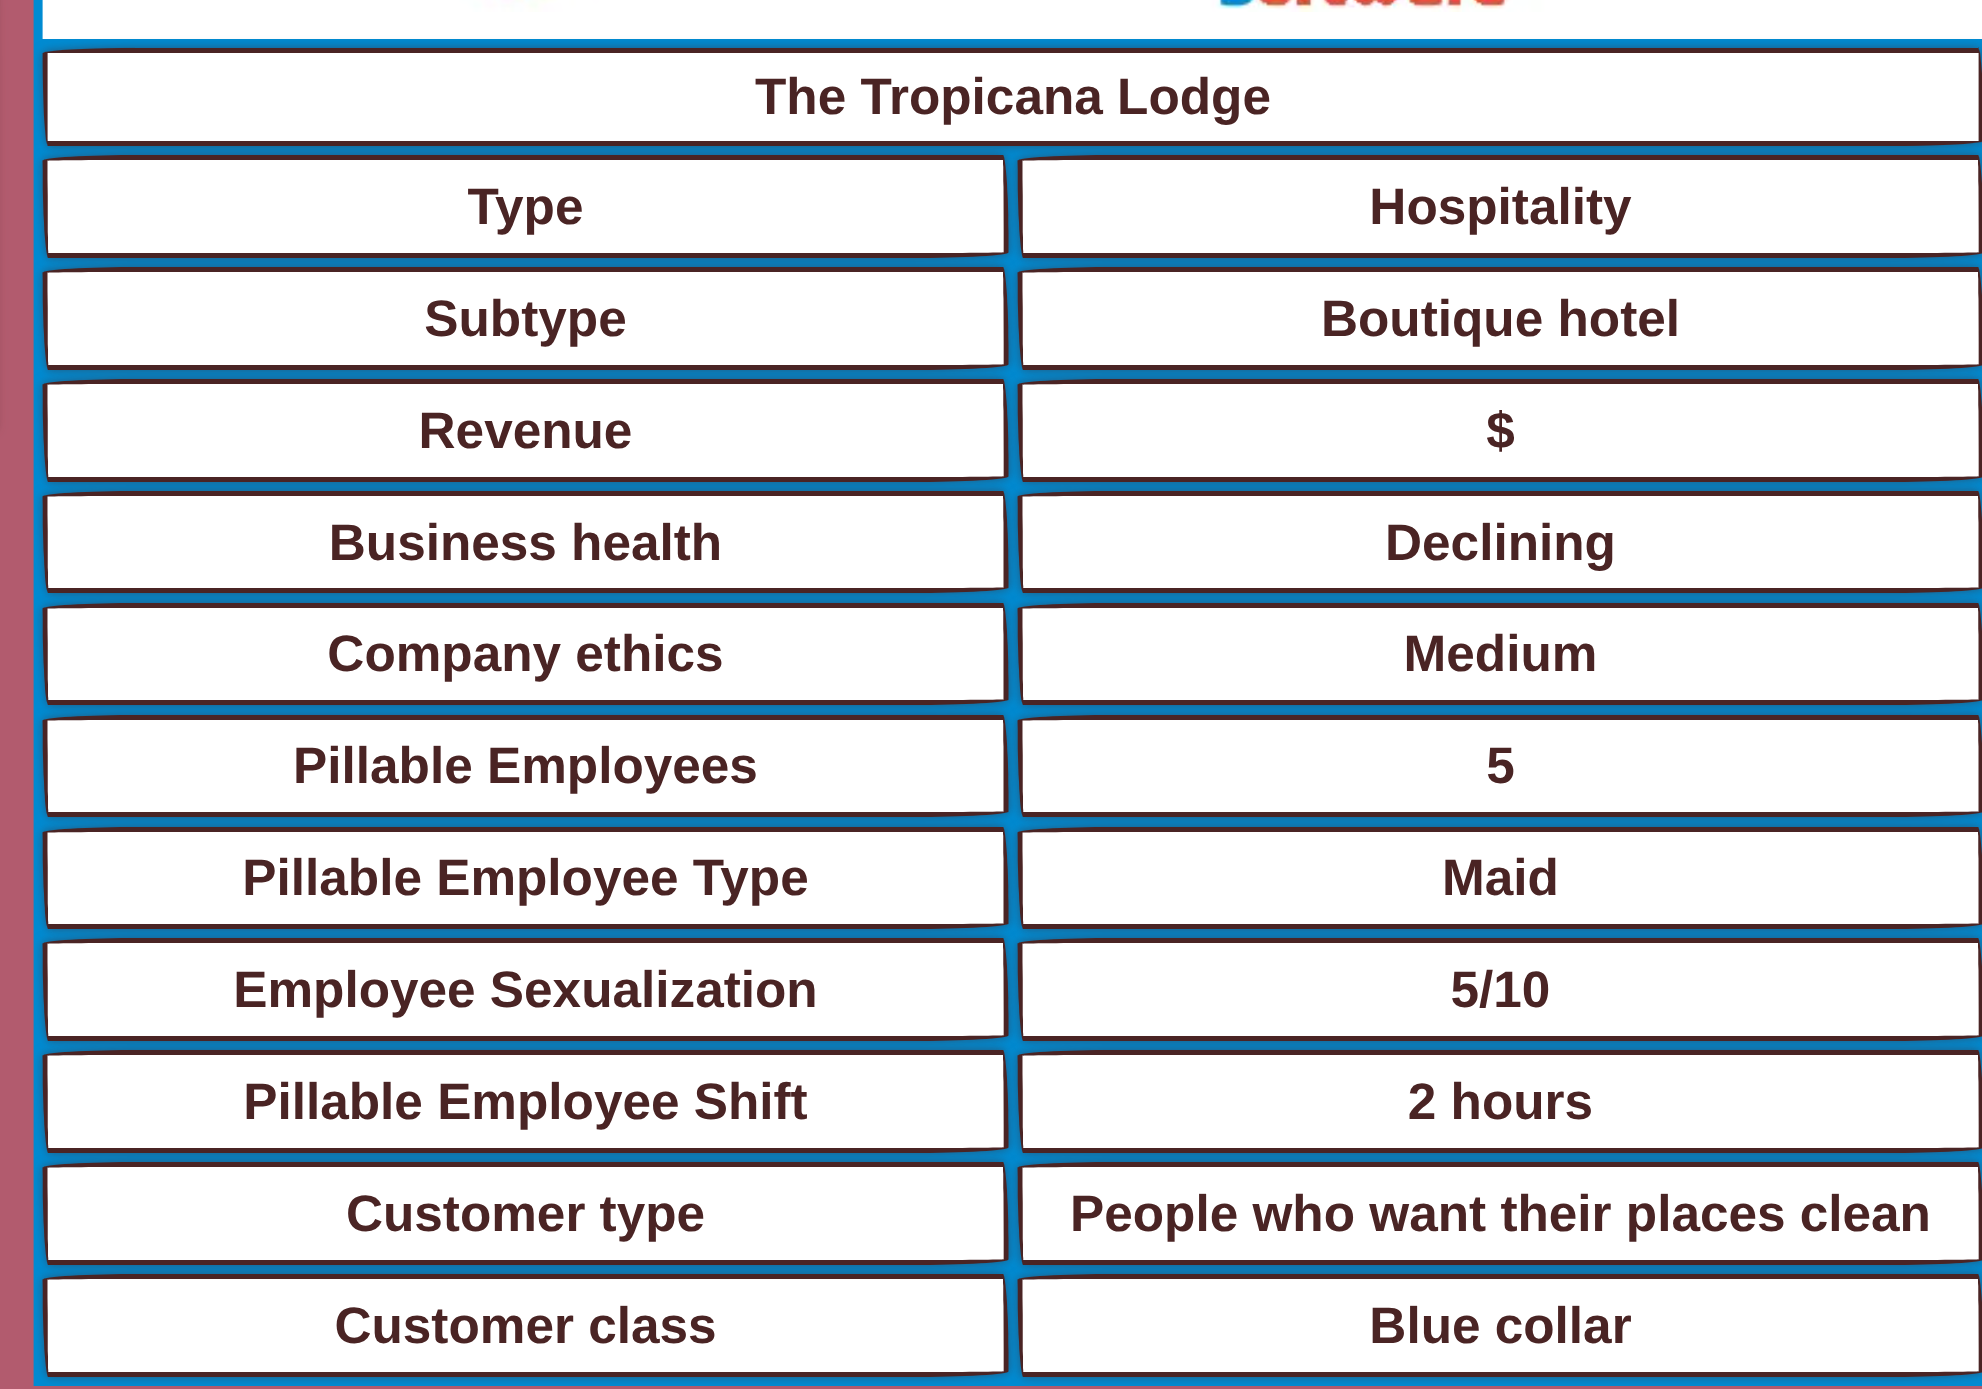 The Tropicana Lodge
Type Hospitality
Subtype Boutique hotel
Revenue $
Business health Declining
Company ethics Medium
Pillable Employees 5
Pillable Employee Type Maid
Employee Sexualization 5/10
Pillable Employee Shift 2 hours
Customer type People who want their places clean
Customer class Blue collar